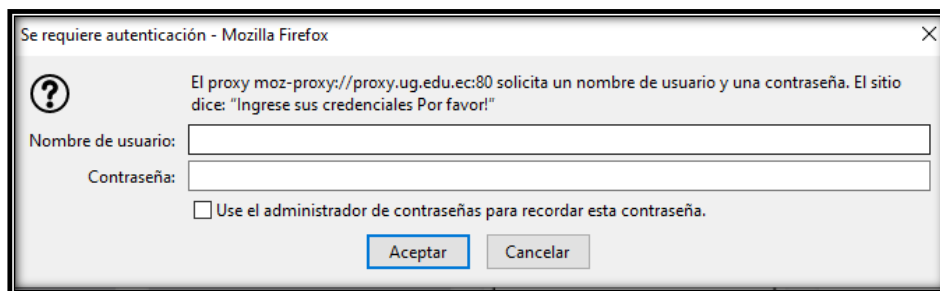 Se requiere autenticación - Mozilla Firefox
El proxy moz-proxy://proxy.ug.edu.ec:80 solicita un nombre de usuario y una contraseña. El sitio
dice: “Ingrese sus credenciales Por favor!”
Nombre de usuario:
Contraseña:
Use el administrador de contraseñas para recordar esta contraseña.
Aceptar Cancelar